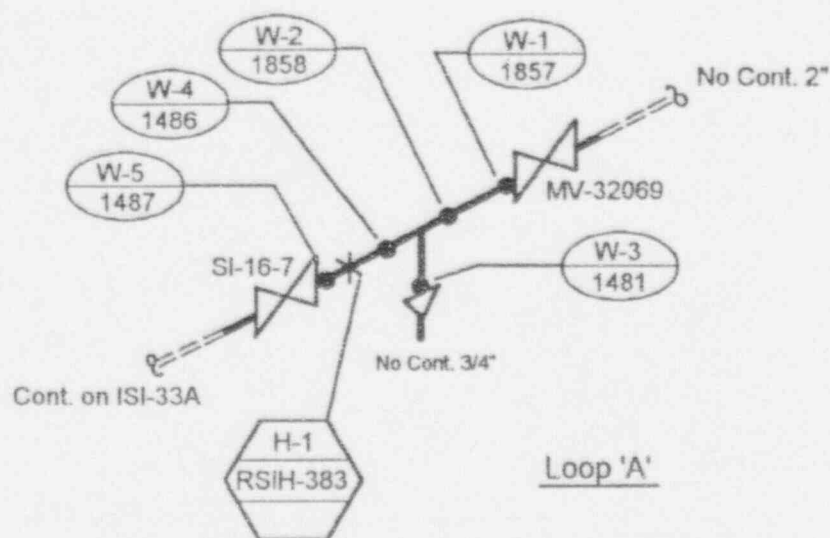 W-2
1858
W-1
1857
No Cont. 2"
W-4
1486
W-5
1487
MV-32069
SI-16-7
W-3
1481
No Cont. 3/4"
Cont. on ISI-33A
H-1
RSIH-383
Loop 'A'